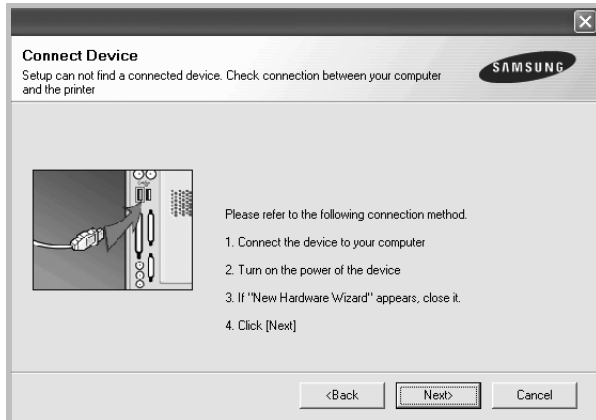 Connect Device
Setup can not find a connected device. Check connection between your computer
and the printer
SAMSUNG
Please refer to the following connection method.
1. Connect the device to your computer
2. Turn on the power of the device
3. If "New Hardware Wizard" appears, close it.
4. Click [Next]
<Back
Next>
Cancel